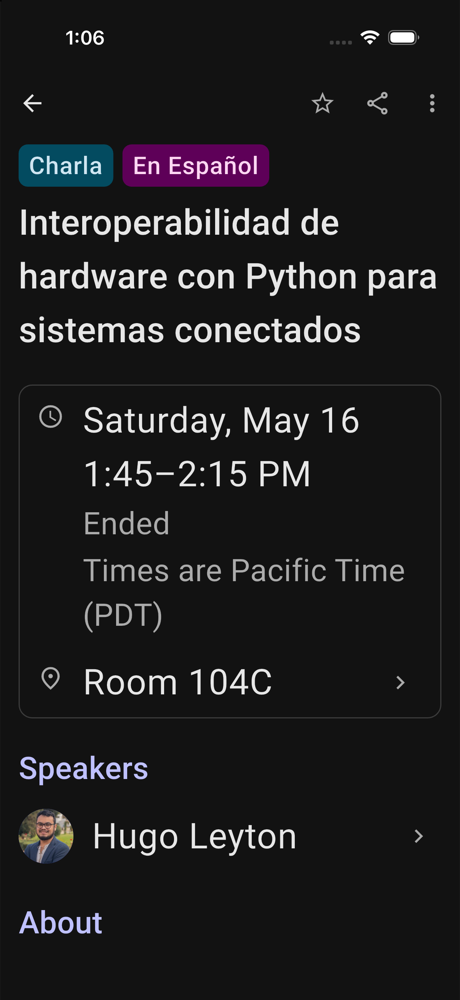 1:06
Charla
En Español
Interoperabilidad de
hardware con Python para
sistemas conectados
Saturday, May 16
1:45–2:15 PM
Ended
Times are Pacific Time
(PDT)
Room 104C
Speakers
Hugo Leyton
About